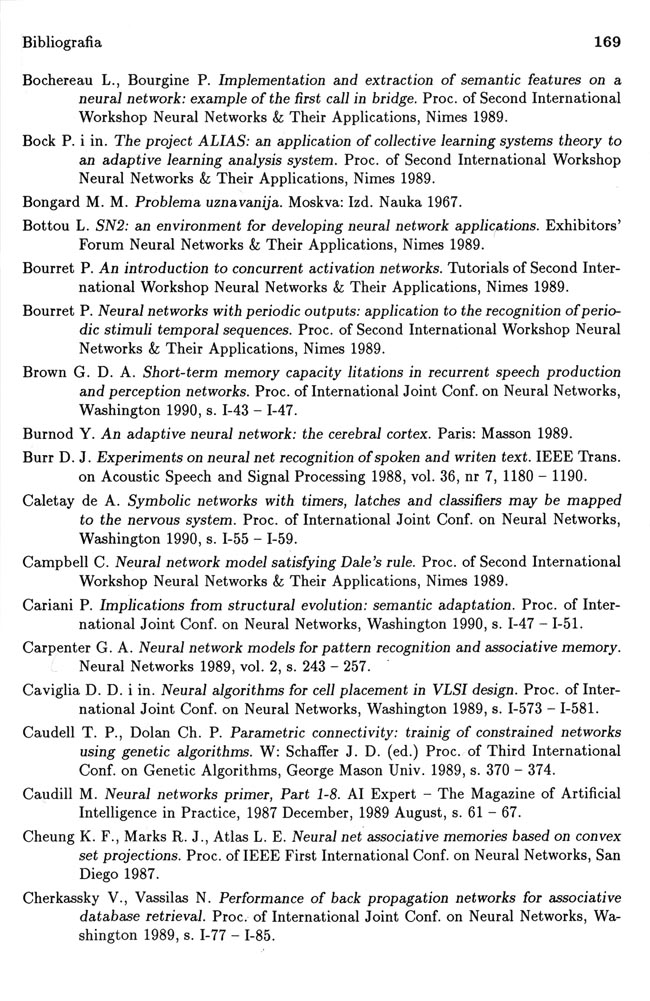 Bibliografia 169
Bochereau L., Bourgine P. Implementation and extraction of semantic features on a
neural network: example of the first call in bridge. Proc. of Second International
Workshop Neural Networks & Their Applications, Nimes 1989.
Bock P. i in. The project ALIAS: an application of collective learning systems theory to
an adaptive learning analysis system. Proc. of Second International Workshop
Neural Networks & Their Applications, Nimes 1989.
Bongard M. M. Problema uznavanija. Moskva: Izd. Nauka 1967.
Bottou L. SN2: an environment for developing neural network applications. Exhibitors'
Forum Neural Networks & Their Applications, Nimes 1989.
Bourret P. An introduction to concurrent activation networks. Tutorials of Second Inter-
national Workshop Neural Networks & Their Applications, Nimes 1989.
Bourret P. Neural networks with periodic outputs: application to the recognition of perio-
dic stimuli temporal sequences. Proc. of Second International Workshop Neural
Networks & Their Applications, Nimes 1989.
Brown G. D. A. Short-term memory capacity litations in recurrent speech production
and perception networks. Proc. of International Joint Conf. on Neural Networks,
Washington 1990, s. I-43 – I-47.
Burnod Y. An adaptive neural network: the cerebral cortex. Paris: Masson 1989.
Burr D. J. Experiments on neural net recognition of spoken and writen text. IEEE Trans.
on Acoustic Speech and Signal Processing 1988, vol. 36, nr 7, 1180 – 1190.
Caletay de A. Symbolic networks with timers, latches and classifiers may be mapped
to the nervous system. Proc. of International Joint Conf. on Neural Networks,
Washington 1990, s. I-55 – I-59.
Campbell C. Neural network model satisfying Dale's rule. Proc. of Second International
Workshop Neural Networks & Their Applications, Nimes 1989.
Cariani P. Implications from structural evolution: semantic adaptation. Proc. of Inter-
national Joint Conf. on Neural Networks, Washington 1990, s. I-47 – I-51.
Carpenter G. A. Neural network models for pattern recognition and associative memory.
Neural Networks 1989, vol. 2, s. 243 – 257.
Caviglia D. D. i in. Neural algorithms for cell placement in VLSI design. Proc. of Inter-
national Joint Conf. on Neural Networks, Washington 1989, s. I-573 – I-581.
Caudell T. P., Dolan Ch. P. Parametric connectivity: trainig of constrained networks
using genetic algorithms. W: Schaffer J. D. (ed.) Proc. of Third International
Conf. on Genetic Algorithms, George Mason Univ. 1989, s. 370 – 374.
Caudill M. Neural networks primer, Part 1-8. AI Expert – The Magazine of Artificial
Intelligence in Practice, 1987 December, 1989 August, s. 61 – 67.
Cheung K. F., Marks R. J., Atlas L. E. Neural net associative memories based on convex
set projections. Proc. of IEEE First International Conf. on Neural Networks, San
Diego 1987.
Cherkassky V., Vassilas N. Performance of back propagation networks for associative
database retrieval. Proc. of International Joint Conf. on Neural Networks, Wa-
shington 1989, s. I-77 – I-85.